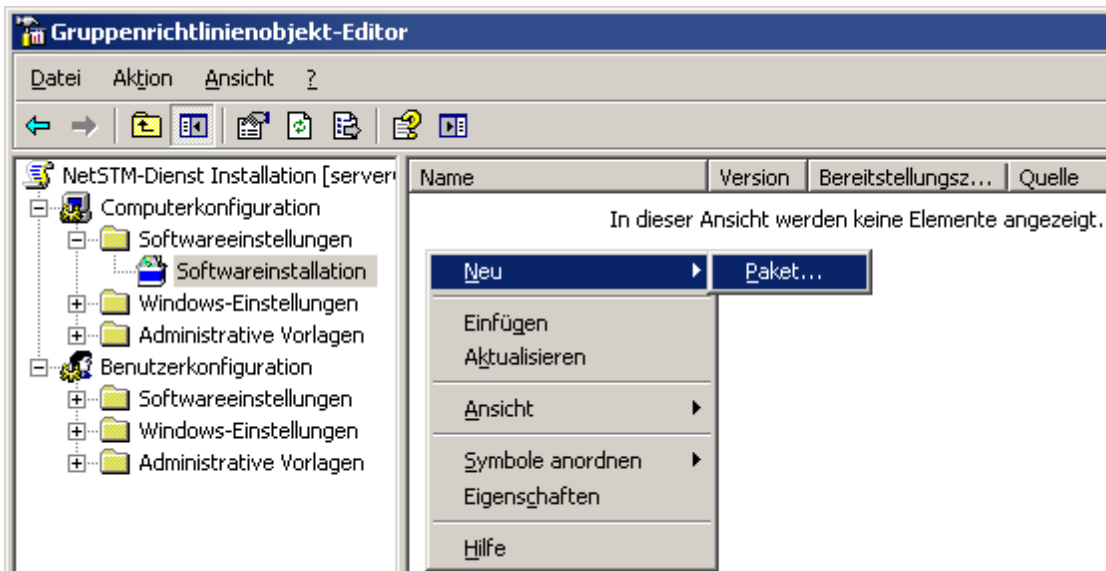 Gruppenrichtlinienobjekt-Editor
Datei Aktion Ansicht ?
NetSTM-Dienst Installation [server
Computerkonfiguration
Softwareeinstellungen
Softwareinstallation
Windows-Einstellungen
Administrative Vorlagen
Benutzerkonfiguration
Softwareeinstellungen
Windows-Einstellungen
Administrative Vorlagen
Name Version Bereitstellungsz... Quelle
In dieser Ansicht werden keine Elemente angezeigt.
Neu Paket...
Einfügen
Aktualisieren
Ansicht
Symbole anordnen
Eigenschaften
Hilfe